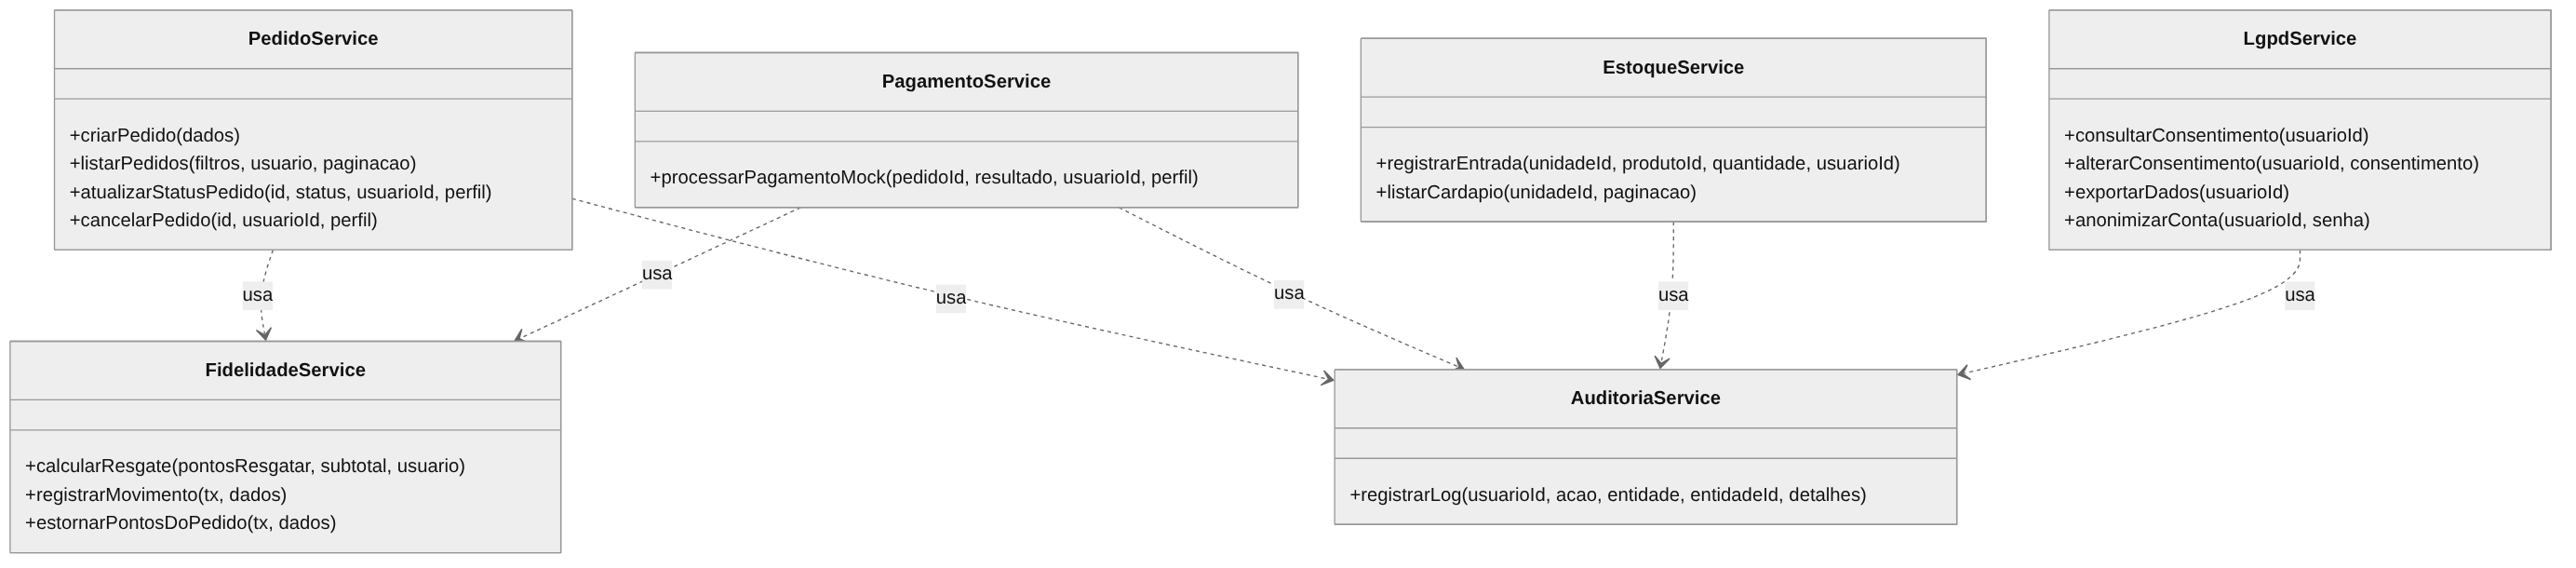 PedidoService
+criarPedido(dados)
+listarPedidos(filtros, usuario, paginacao)
+atualizarStatusPedido(id, status, usuarioId, perfil)
+cancelarPedido(id, usuarioId, perfil)
PagamentoService
+processarPagamentoMock(pedidoId, resultado, usuarioId, perfil)
EstoqueService
+registrarEntrada(unidadeId, produtoId, quantidade, usuarioId)
+listarCardapio(unidadeId, paginacao)
LgpdService
+consultarConsentimento(usuarioId)
+alterarConsentimento(usuarioId, consentimento)
+exportarDados(usuarioId)
+anonimizarConta(usuarioId, senha)
usa
usa
usa
usa
usa
usa
FidelidadeService
+calcularResgate(pontosResgatar, subtotal, usuario)
+registrarMovimento(tx, dados)
+estornarPontosDoPedido(tx, dados)
AuditoriaService
+registrarLog(usuarioId, acao, entidade, entidadeId, detalhes)